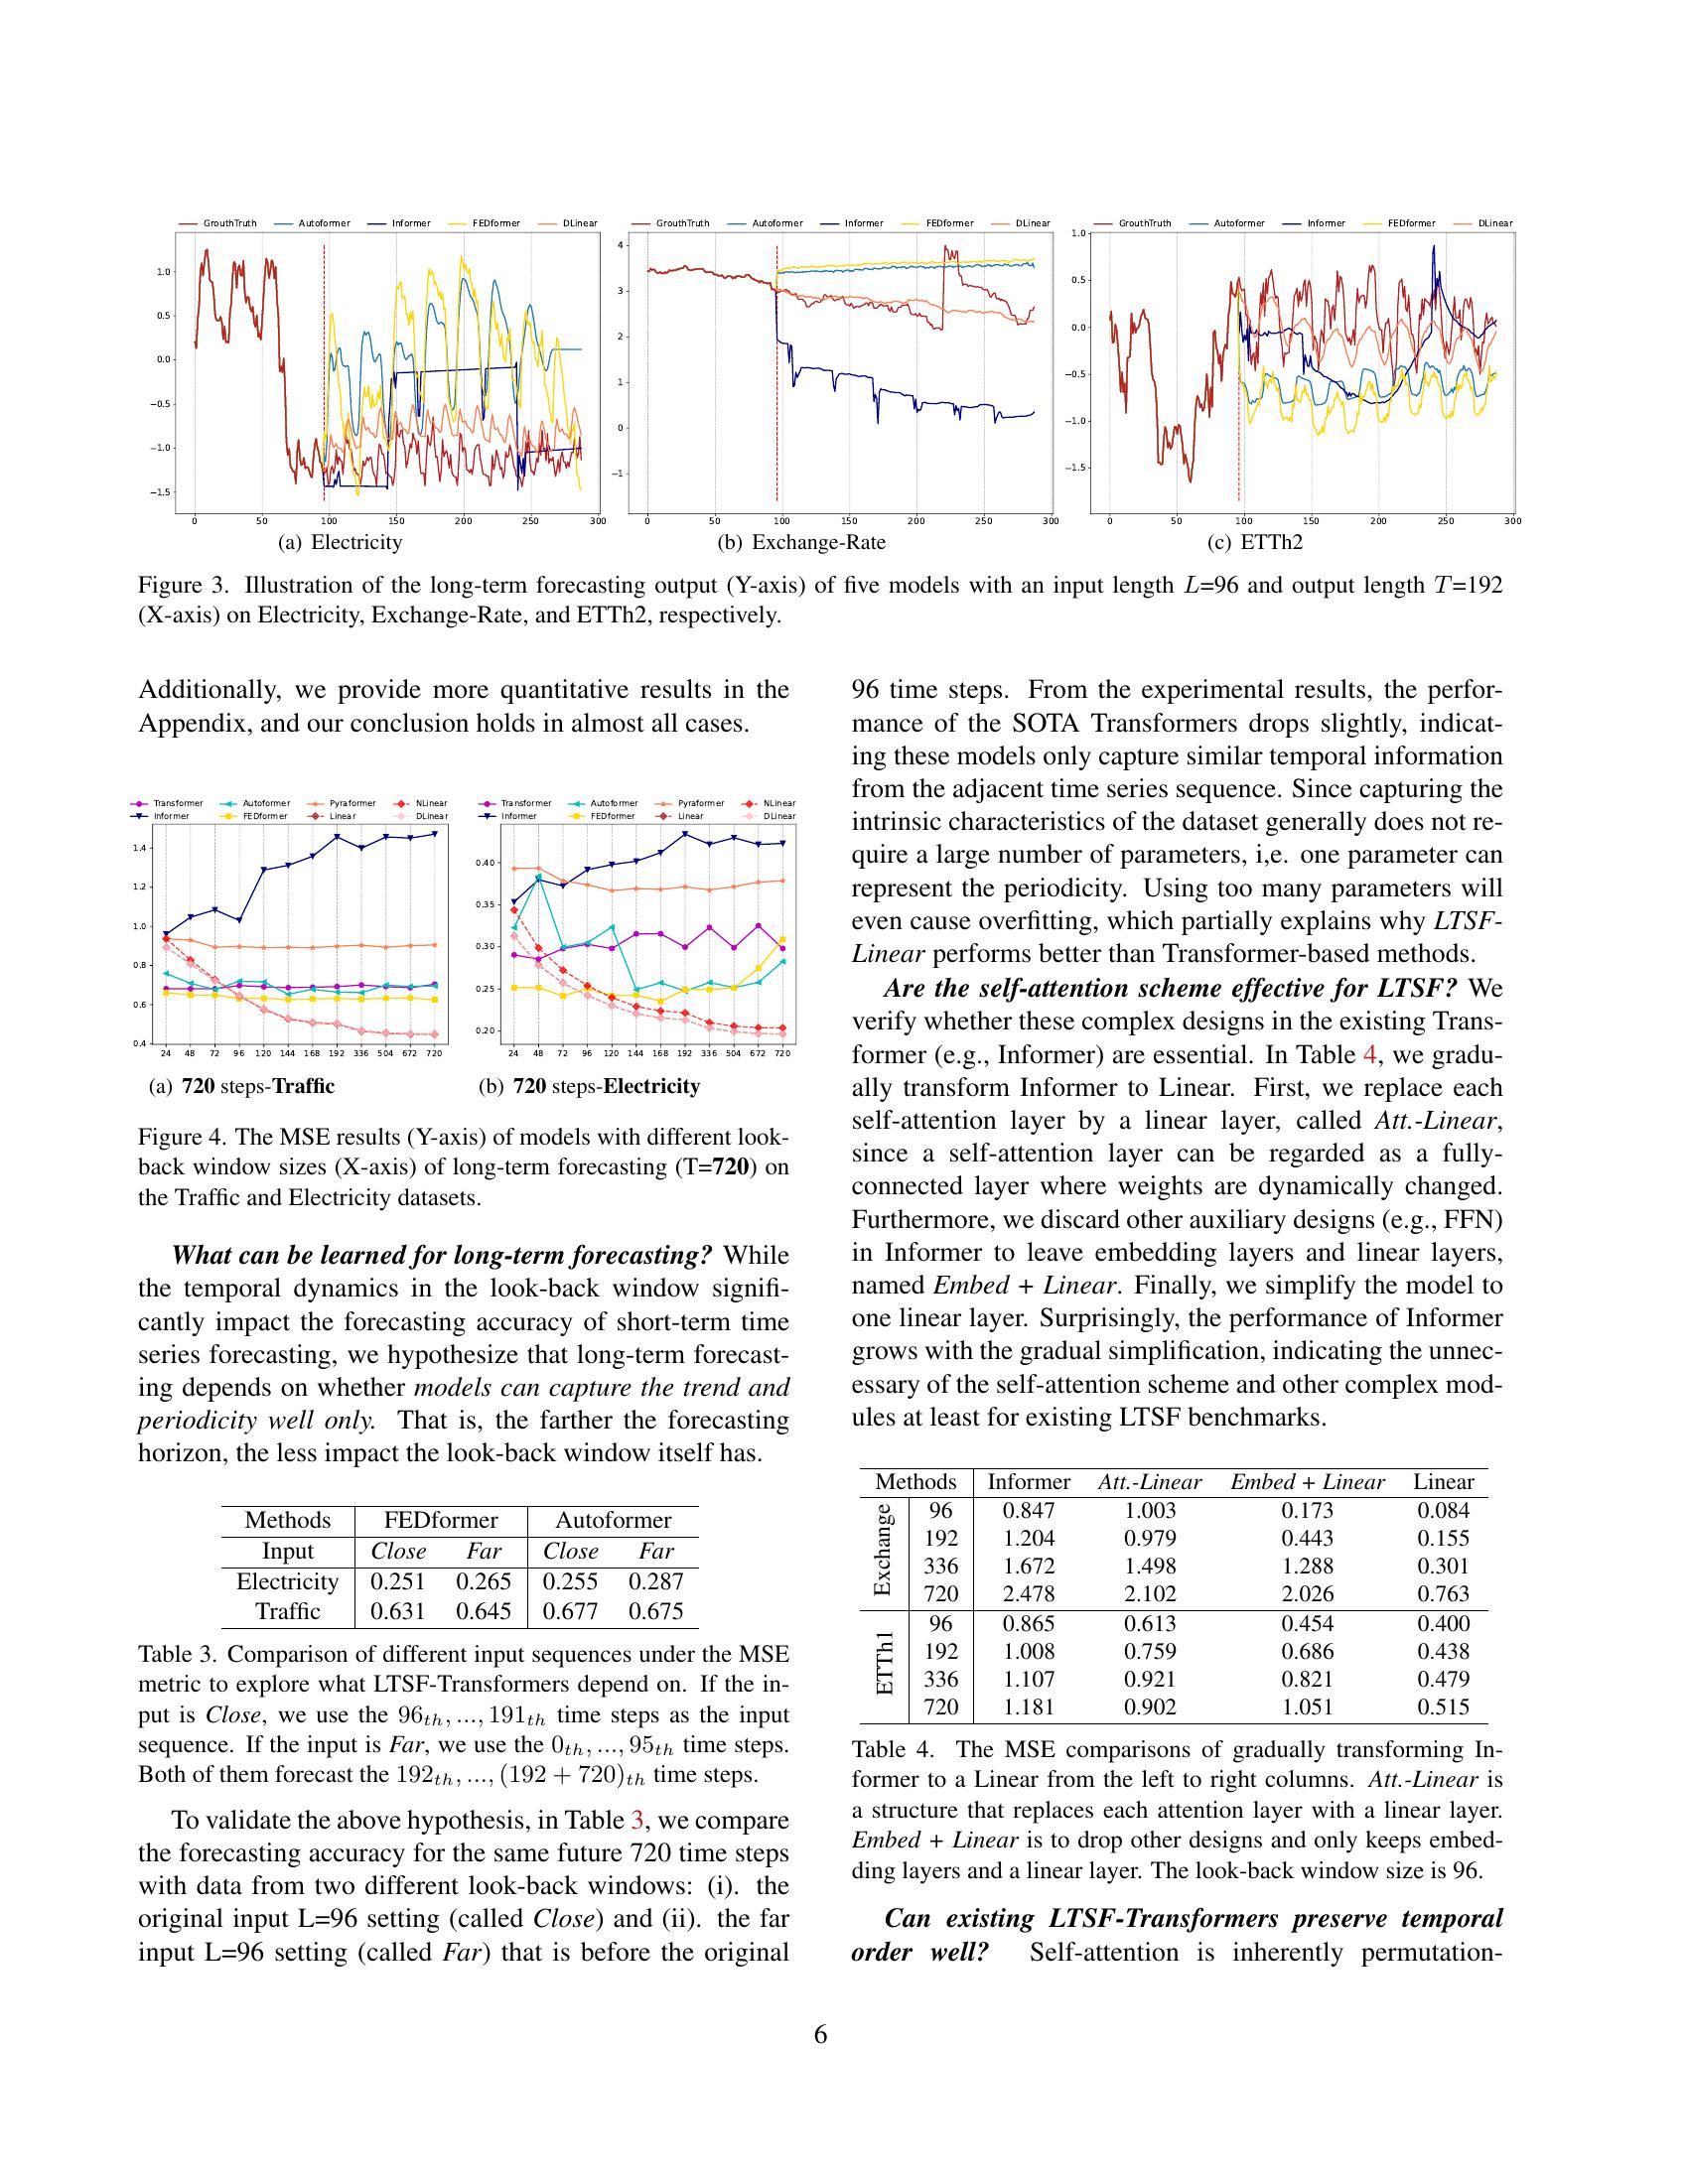 GrouthTruth Autoformer Informer FEDformer DLinear
1.0
0.5
0.0
−0.5
−1.0
−1.5
0 50 100 150 200 250 300
(a) Electricity
GrouthTruth Autoformer Informer FEDformer DLinear
4
3
2
1
0
−1
0 50 100 150 200 250 300
(b) Exchange-Rate
GrouthTruth Autoformer Informer FEDformer DLinear
1.0
0.5
0.0
−0.5
−1.0
−1.5
0 50 100 150 200 250 300
(c) ETTh2
Figure 3. Illustration of the long-term forecasting output (Y-axis) of five models with an input length L=96 and output length T=192
(X-axis) on Electricity, Exchange-Rate, and ETTh2, respectively.
Additionally, we provide more quantitative results in the
Appendix, and our conclusion holds in almost all cases.
Transformer Autoformer Pyraformer NLinear
Informer FEDformer Linear DLinear
1.4
1.2
1.0
0.8
0.6
0.4
24 48 72 96 120 144 168 192 336 504 672 720
(a) 720 steps-Traffic
Transformer Autoformer Pyraformer NLinear
Informer FEDformer Linear DLinear
0.40
0.35
0.30
0.25
0.20
24 48 72 96 120 144 168 192 336 504 672 720
(b) 720 steps-Electricity
Figure 4. The MSE results (Y-axis) of models with different look-
back window sizes (X-axis) of long-term forecasting (T=720) on
the Traffic and Electricity datasets.
What can be learned for long-term forecasting? While
the temporal dynamics in the look-back window signifi-
cantly impact the forecasting accuracy of short-term time
series forecasting, we hypothesize that long-term forecast-
ing depends on whether models can capture the trend and
periodicity well only. That is, the farther the forecasting
horizon, the less impact the look-back window itself has.
Methods FEDformer Autoformer
Input Close Far Close Far
Electricity 0.251 0.265 0.255 0.287
Traffic 0.631 0.645 0.677 0.675
Table 3. Comparison of different input sequences under the MSE
metric to explore what LTSF-Transformers depend on. If the in-
put is Close, we use the 96th, ..., 191th time steps as the input
sequence. If the input is Far, we use the 0th, ..., 95th time steps.
Both of them forecast the 192th, ..., (192 + 720)th time steps.
To validate the above hypothesis, in Table 3, we compare
the forecasting accuracy for the same future 720 time steps
with data from two different look-back windows: (i). the
original input L=96 setting (called Close) and (ii). the far
input L=96 setting (called Far) that is before the original
96 time steps. From the experimental results, the perfor-
mance of the SOTA Transformers drops slightly, indicat-
ing these models only capture similar temporal information
from the adjacent time series sequence. Since capturing the
intrinsic characteristics of the dataset generally does not re-
quire a large number of parameters, i,e. one parameter can
represent the periodicity. Using too many parameters will
even cause overfitting, which partially explains why LTSF-
Linear performs better than Transformer-based methods.
Are the self-attention scheme effective for LTSF? We
verify whether these complex designs in the existing Trans-
former (e.g., Informer) are essential. In Table 4, we gradu-
ally transform Informer to Linear. First, we replace each
self-attention layer by a linear layer, called Att.-Linear,
since a self-attention layer can be regarded as a fully-
connected layer where weights are dynamically changed.
Furthermore, we discard other auxiliary designs (e.g., FFN)
in Informer to leave embedding layers and linear layers,
named Embed + Linear. Finally, we simplify the model to
one linear layer. Surprisingly, the performance of Informer
grows with the gradual simplification, indicating the unnec-
essary of the self-attention scheme and other complex mod-
ules at least for existing LTSF benchmarks.
Methods Informer Att.-Linear Embed + Linear Linear
Exchange
96 0.847 1.003 0.173 0.084
192 1.204 0.979 0.443 0.155
336 1.672 1.498 1.288 0.301
720 2.478 2.102 2.026 0.763
ETTh1
96 0.865 0.613 0.454 0.400
192 1.008 0.759 0.686 0.438
336 1.107 0.921 0.821 0.479
720 1.181 0.902 1.051 0.515
Table 4. The MSE comparisons of gradually transforming In-
former to a Linear from the left to right columns. Att.-Linear is
a structure that replaces each attention layer with a linear layer.
Embed + Linear is to drop other designs and only keeps embed-
ding layers and a linear layer. The look-back window size is 96.
Can existing LTSF-Transformers preserve temporal
order well? Self-attention is inherently permutation-
6